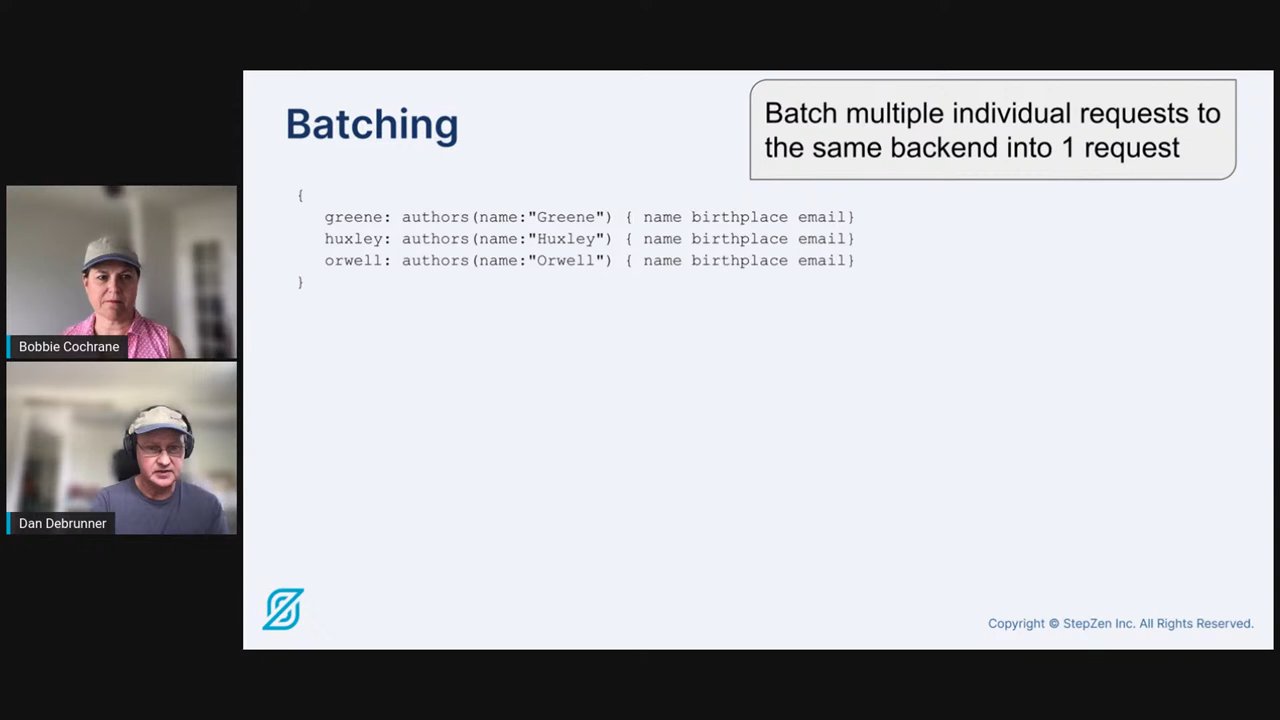 Batching
Batch multiple individual requests to
the same backend into 1 request
{
greene: authors(name:"Greene") { name birthplace email}
huxley: authors(name:"Huxley") { name birthplace email}
orwell: authors(name:"Orwell") { name birthplace email}
}
Bobbie Cochrane
Dan Debrunner
Copyright © StepZen Inc. All Rights Reserved.